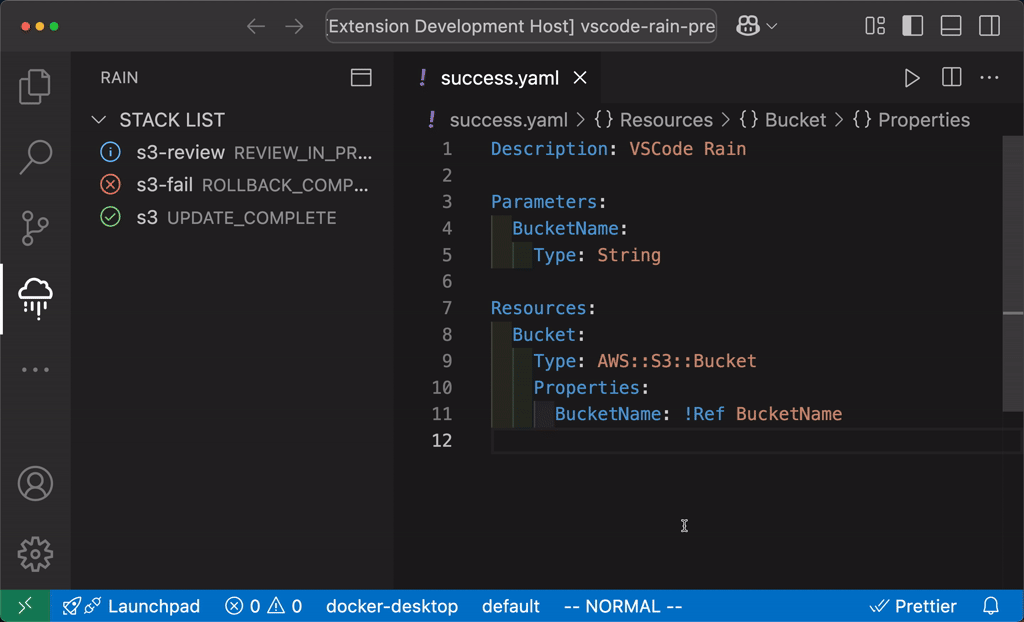 [Extension Development Host] vscode-rain-pre
RAIN
STACK LIST
s3-review REVIEW_IN_PR...
s3-fail ROLLBACK_COMP...
s3 UPDATE_COMPLETE
! success.yaml
! success.yaml > {} Resources > {} Bucket > {} Properties
1 Description: VSCode Rain
2
3 Parameters:
4 BucketName:
5 Type: String
6
7 Resources:
8 Bucket:
9 Type: AWS::S3::Bucket
10 Properties:
11 BucketName: !Ref BucketName
12
Launchpad 0 0 docker-desktop default -- NORMAL -- Prettier